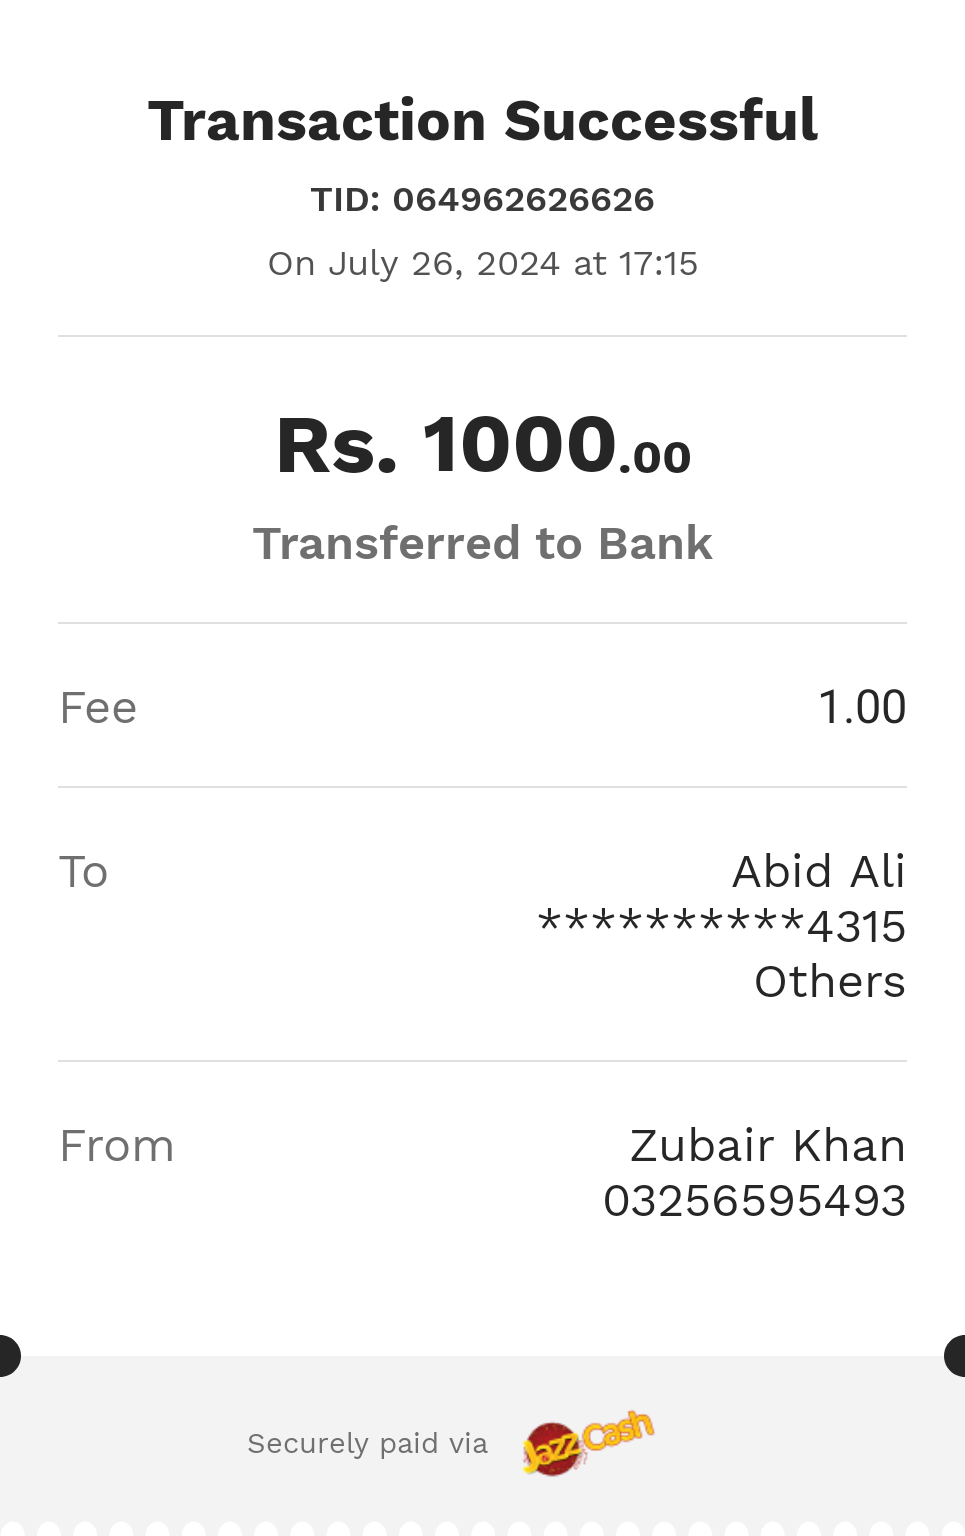 Transaction Successful
TID: 064962626626
On July 26, 2024 at 17:15
Rs. 1000.00
Transferred to Bank
Fee 1.00
To Abid Ali
**********4315
Others
From Zubair Khan
03256595493
Securely paid via JazzCash